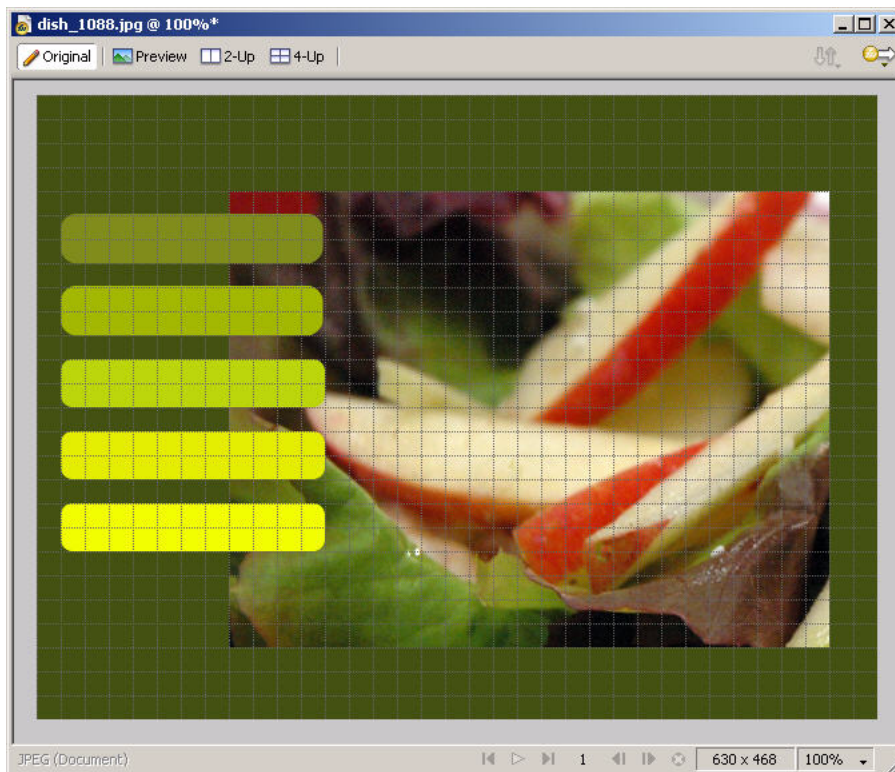 dish_1088.jpg @ 100%*
Original Preview 2-Up 4-Up
JPEG (Document) 1 630 x 468 100%